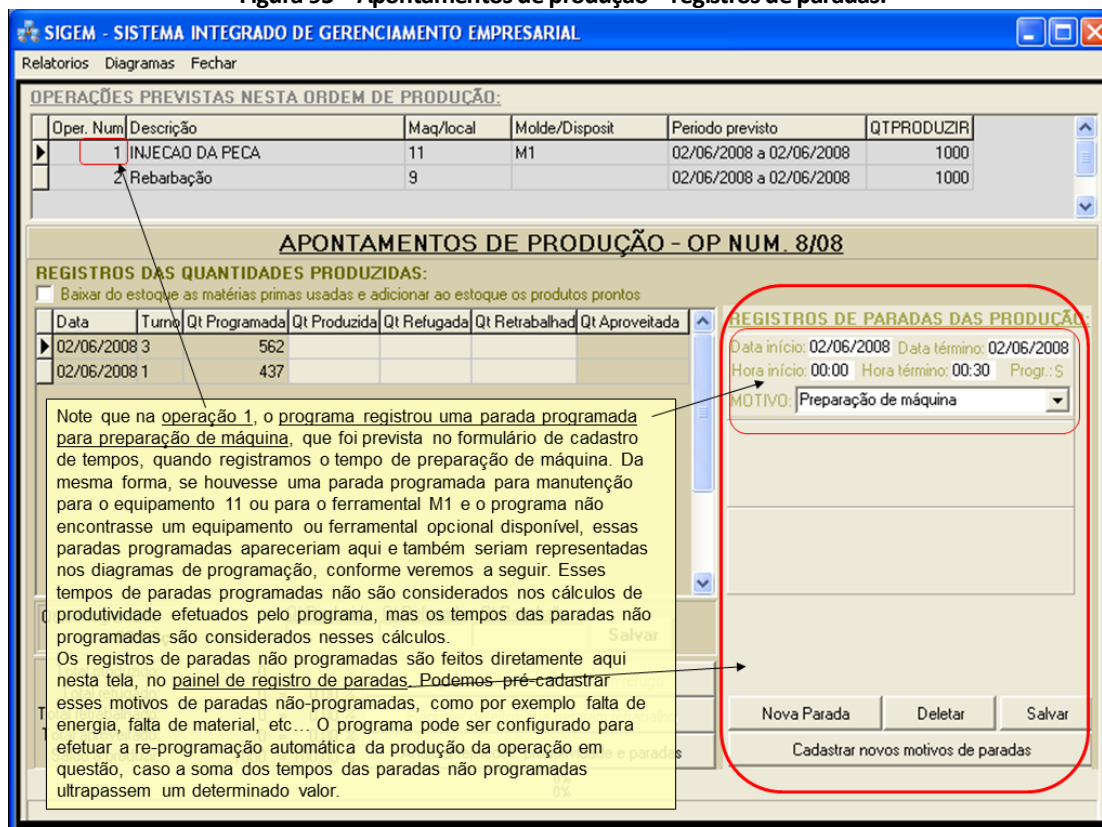 Figura 95 – Apontamentos de produção – registros de paradas.
SIGEM - SISTEMA INTEGRADO DE GERENCIAMENTO EMPRESARIAL
Relatorios Diagramas Fechar
OPERAÇÕES PREVISTAS NESTA ORDEM DE PRODUÇÃO:
Oper. Num Descrição Maq/local Molde/Disposit Periodo previsto QTPRODUZIR
1 INJECAO DA PECA 11 M1 02/06/2008 a 02/06/2008 1000
2 Rebarbação 9 02/06/2008 a 02/06/2008 1000
APONTAMENTOS DE PRODUÇÃO - OP NUM. 8/08
REGISTROS DAS QUANTIDADES PRODUZIDAS:
Baixar do estoque as matérias primas usadas e adicionar ao estoque os produtos prontos
Data Turno Qt Programada Qt Produzida Qt Refugada Qt Retrabalhad Qt Aproveitada
02/06/2008 3 562
02/06/2008 1 437
REGISTROS DE PARADAS DAS PRODUÇÃO:
Data início: 02/06/2008 Data término: 02/06/2008
Hora início: 00:00 Hora término: 00:30 Progr.: S
MOTIVO: Preparação de máquina
Note que na operação 1, o programa registrou uma parada programada
para preparação de máquina, que foi prevista no formulário de cadastro
de tempos, quando registramos o tempo de preparação de máquina. Da
mesma forma, se houvesse uma parada programada para manutenção
para o equipamento 11 ou para o ferramental M1 e o programa não
encontrasse um equipamento ou ferramental opcional disponível, essas
paradas programadas apareceriam aqui e também seriam representadas
nos diagramas de programação, conforme veremos a seguir. Esses
tempos de paradas programadas não são considerados nos cálculos de
produtividade efetuados pelo programa, mas os tempos das paradas não
programadas são considerados nesses cálculos.
Os registros de paradas não programadas são feitos diretamente aqui
nesta tela, no painel de registro de paradas. Podemos pré-cadastrar
esses motivos de paradas não-programadas, como por exemplo falta de
energia, falta de material, etc... O programa pode ser configurado para
efetuar a re-programação automática da produção da operação em
questão, caso a soma dos tempos das paradas não programadas
ultrapassem um determinado valor.
Salvar
e paradas
0%
Nova Parada Deletar Salvar
Cadastrar novos motivos de paradas